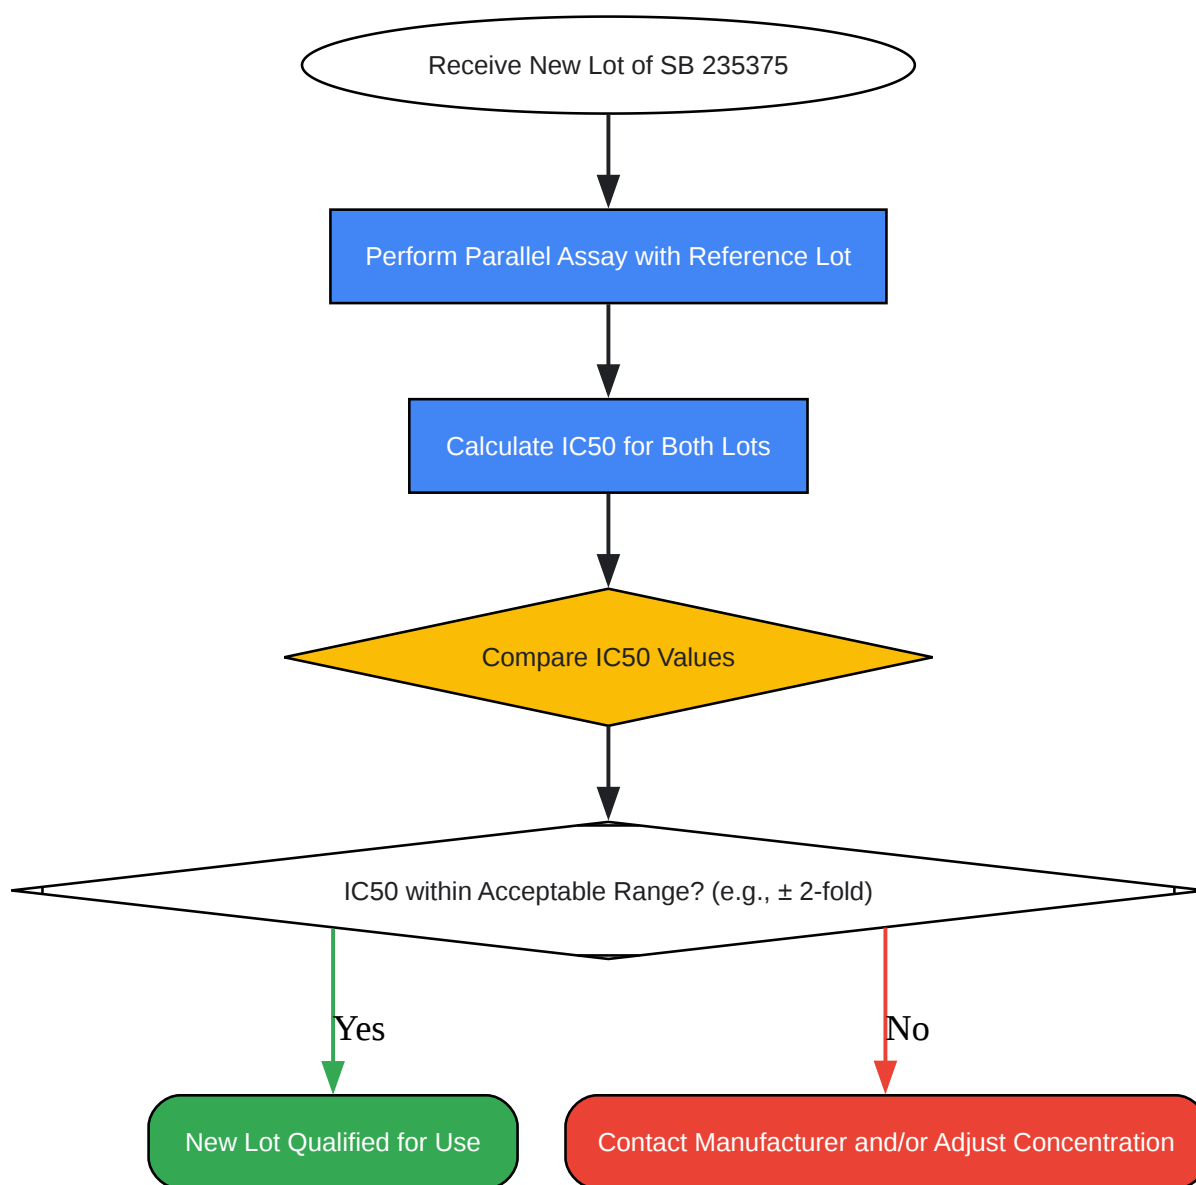 Receive New Lot of SB 235375
Perform Parallel Assay with Reference Lot
Calculate IC50 for Both Lots
Compare IC50 Values
IC50 within Acceptable Range? (e.g., ± 2-fold)
Yes
No
New Lot Qualified for Use
Contact Manufacturer and/or Adjust Concentration